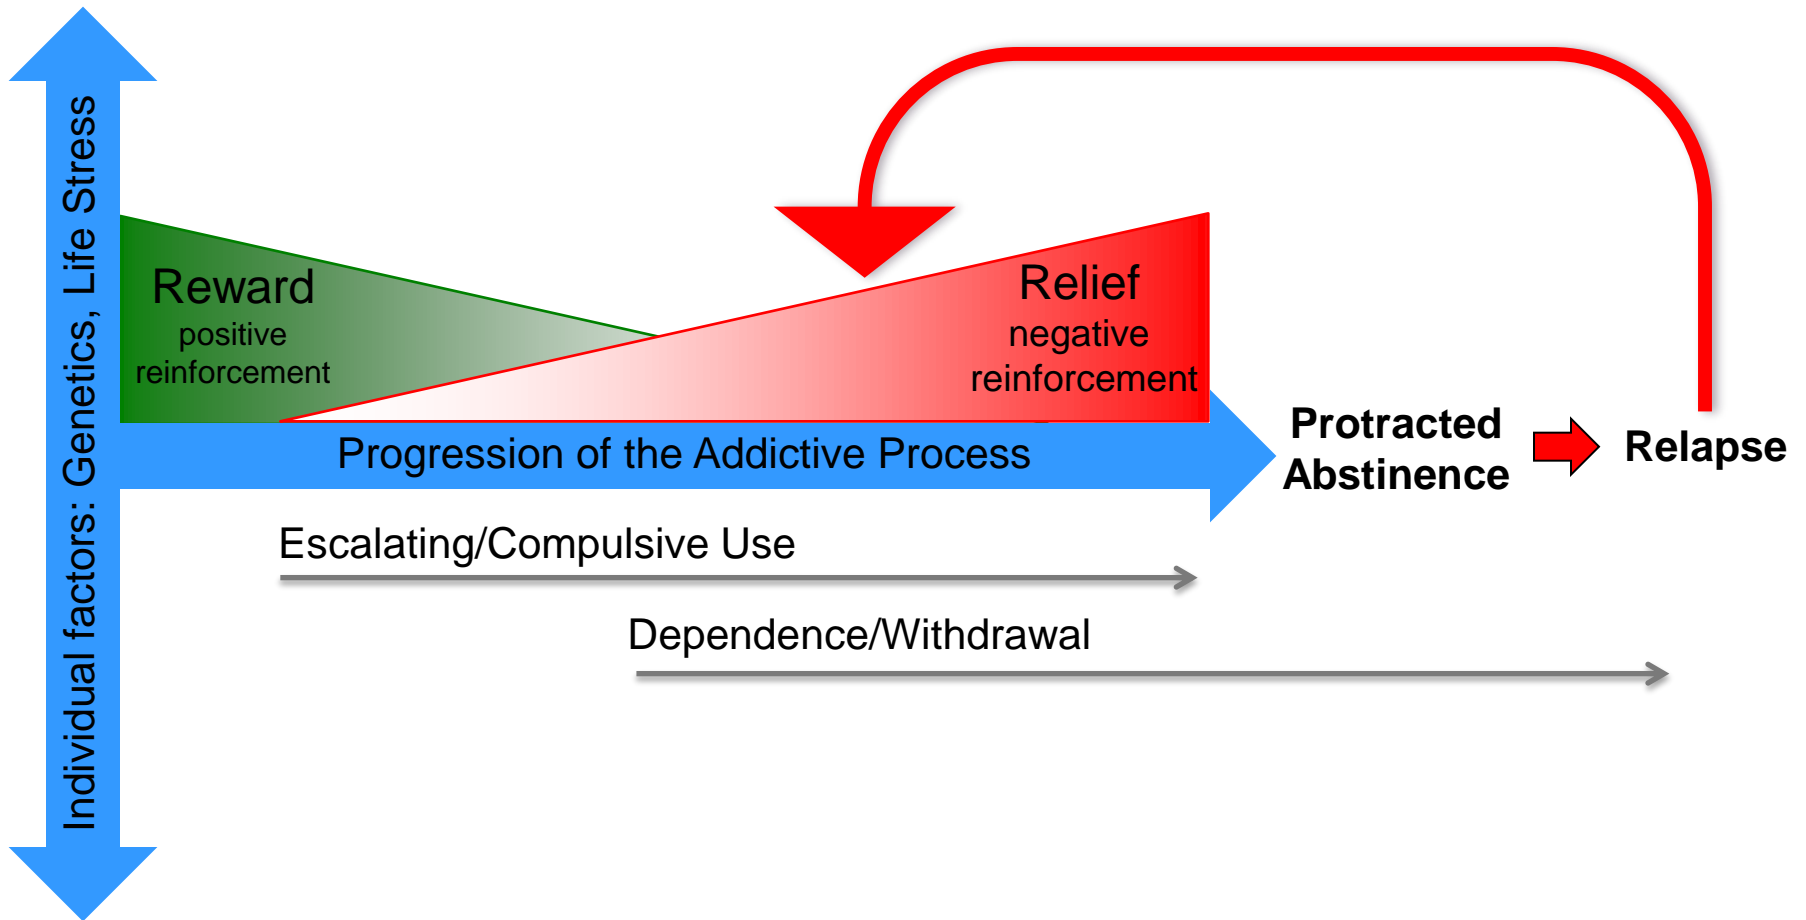 Individual factors: Genetics, Life Stress
Reward
positive
reinforcement
Relief
negative
reinforcement
Progression of the Addictive Process
Protracted
Abstinence
Relapse
Escalating/Compulsive Use
Dependence/Withdrawal